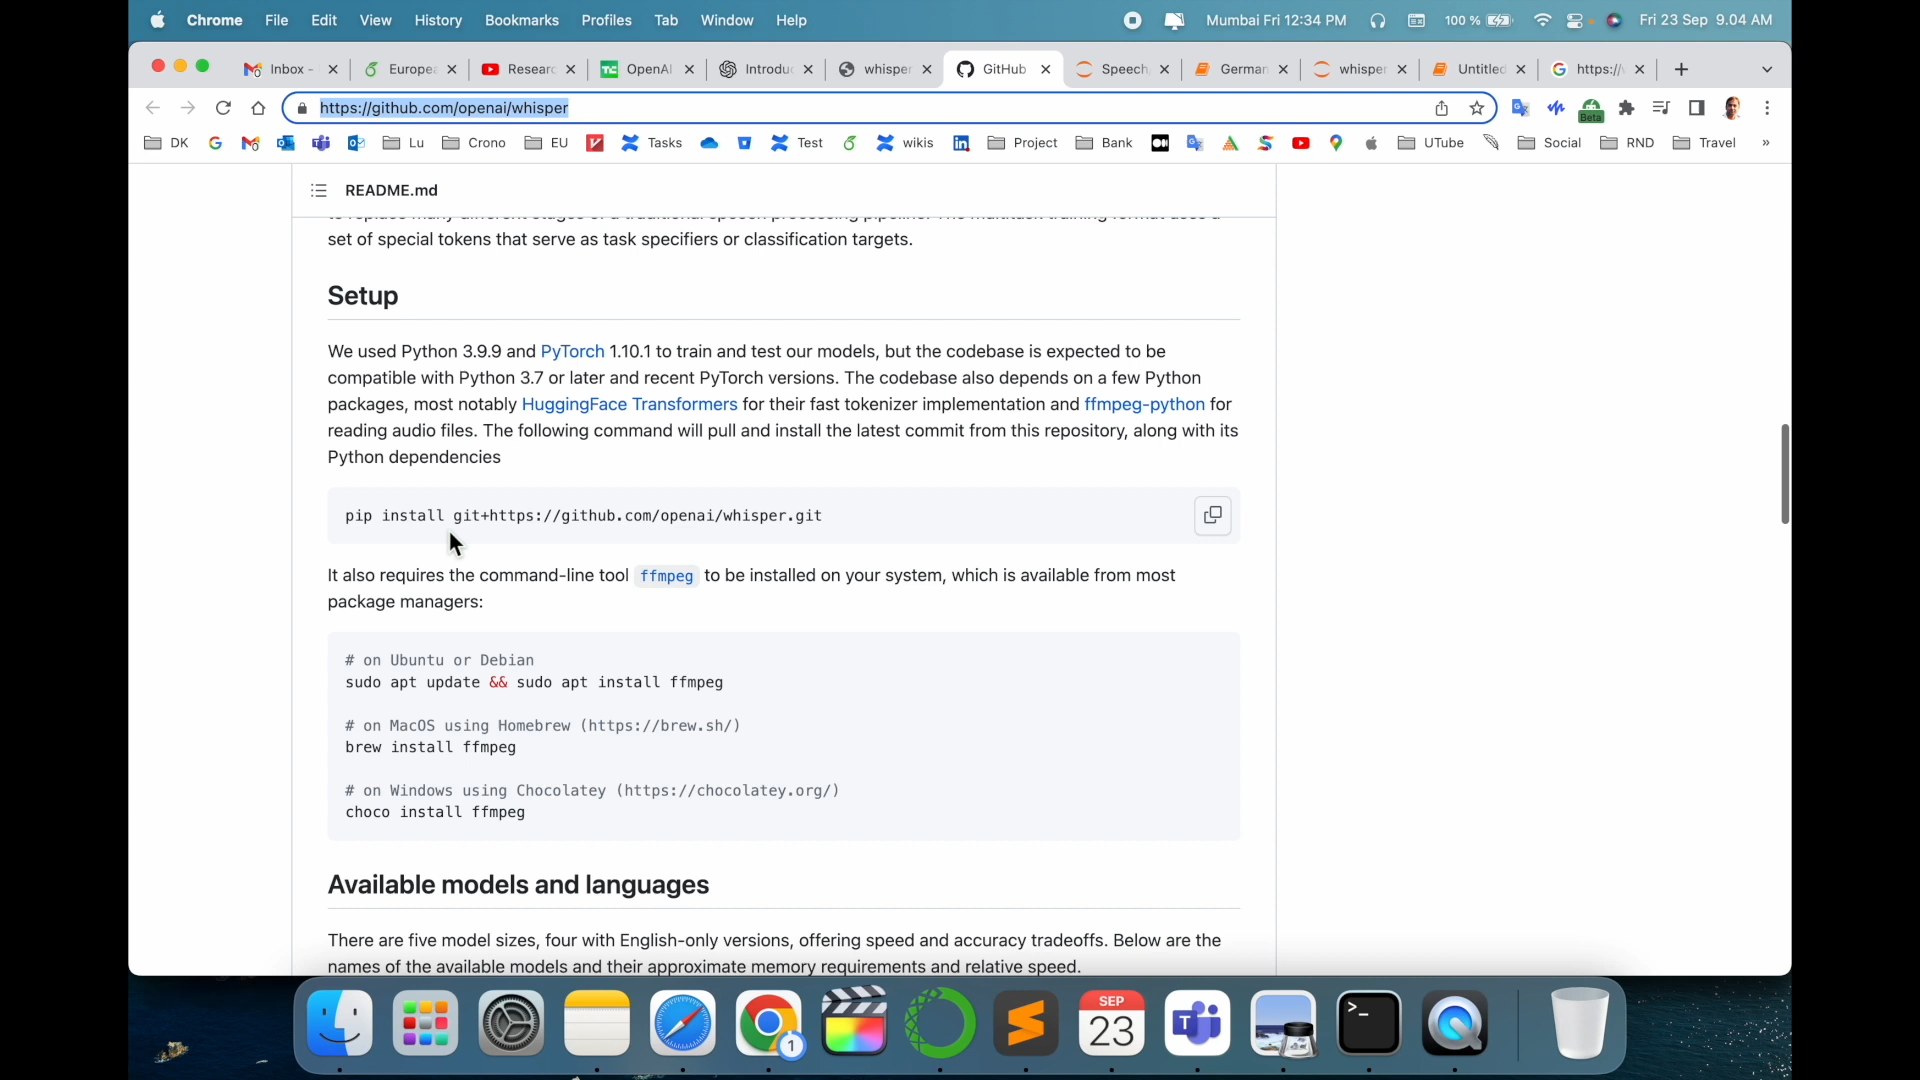 Chrome File Edit View History Bookmarks Profiles Tab Window Help Mumbai Fri 12:34 PM 100 % Fri 23 Sep 9.04 AM
Inbox - Europea Researc OpenAI Introduc whisper GitHub Speech, German whisper Untitled https://
https://github.com/openai/whisper Beta
DK Lu Crono EU Tasks Test wikis Project Bank UTube Social RND Travel »
README.md
set of special tokens that serve as task specifiers or classification targets.
Setup
We used Python 3.9.9 and PyTorch 1.10.1 to train and test our models, but the codebase is expected to be
compatible with Python 3.7 or later and recent PyTorch versions. The codebase also depends on a few Python
packages, most notably HuggingFace Transformers for their fast tokenizer implementation and ffmpeg-python for
reading audio files. The following command will pull and install the latest commit from this repository, along with its
Python dependencies
pip install git+https://github.com/openai/whisper.git
It also requires the command-line tool ffmpeg to be installed on your system, which is available from most
package managers:
# on Ubuntu or Debian
sudo apt update && sudo apt install ffmpeg
# on MacOS using Homebrew (https://brew.sh/)
brew install ffmpeg
# on Windows using Chocolatey (https://chocolatey.org/)
choco install ffmpeg
Available models and languages
There are five model sizes, four with English-only versions, offering speed and accuracy tradeoffs. Below are the
names of the available models and their approximate memory requirements and relative speed.
1
SEP
23
T
>_